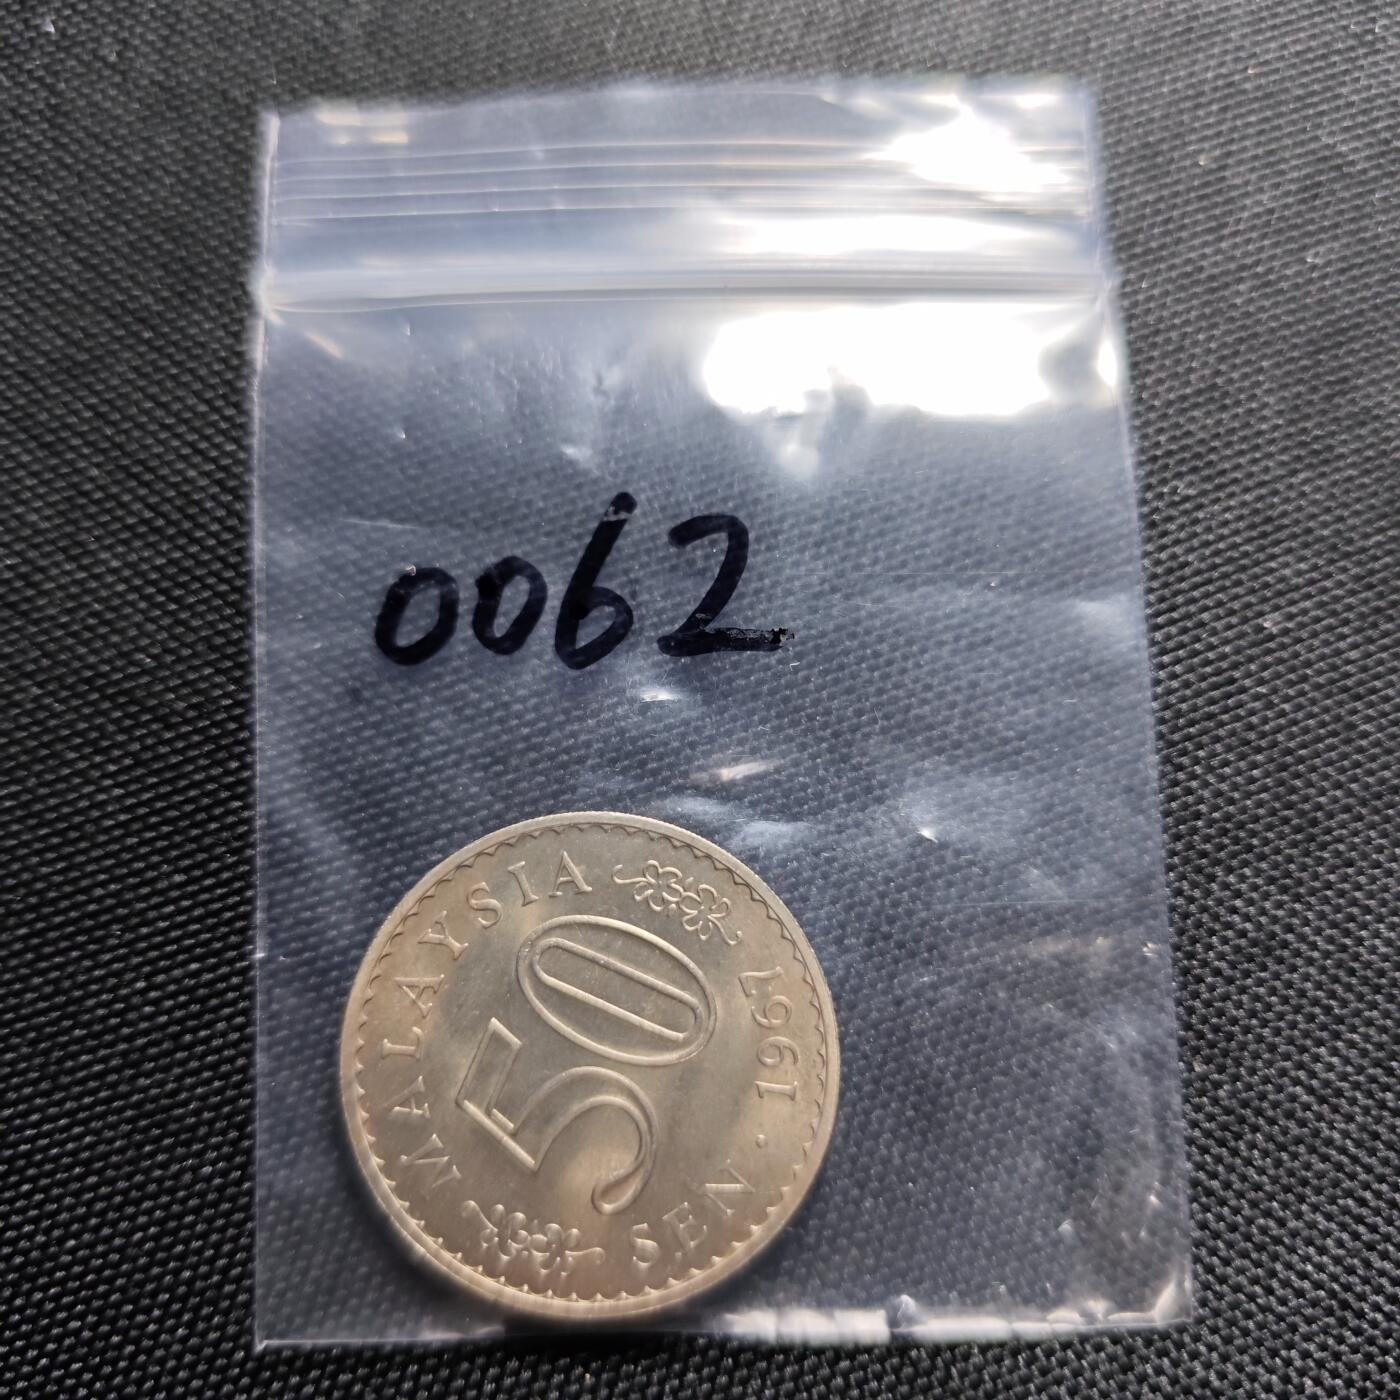 0062
MALAYSIA
50
SEN · 1967